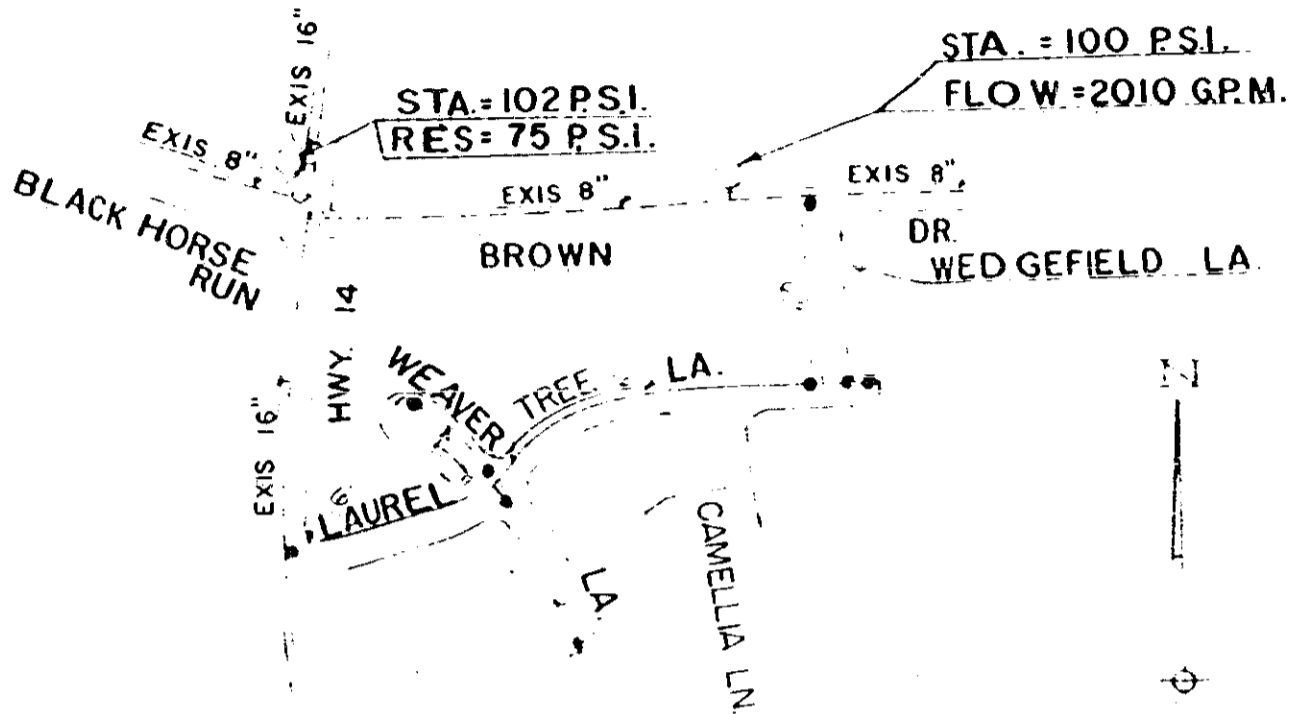 EXIS 16"
STA. = 100 P.S.I.
FLOW = 2010 G.P.M.
STA. = 102 P.S.I.
RES = 75 P.S.I.
EXIS 8"
EXIS 8"
EXIS 8"
BLACK HORSE
RUN
BROWN
DR.
WEDGEFIELD LA.
HWY. 14
EXIS 16"
WEAVER
LAUREL
TREE
LA.
LA.
CAMELLIA LN.
N